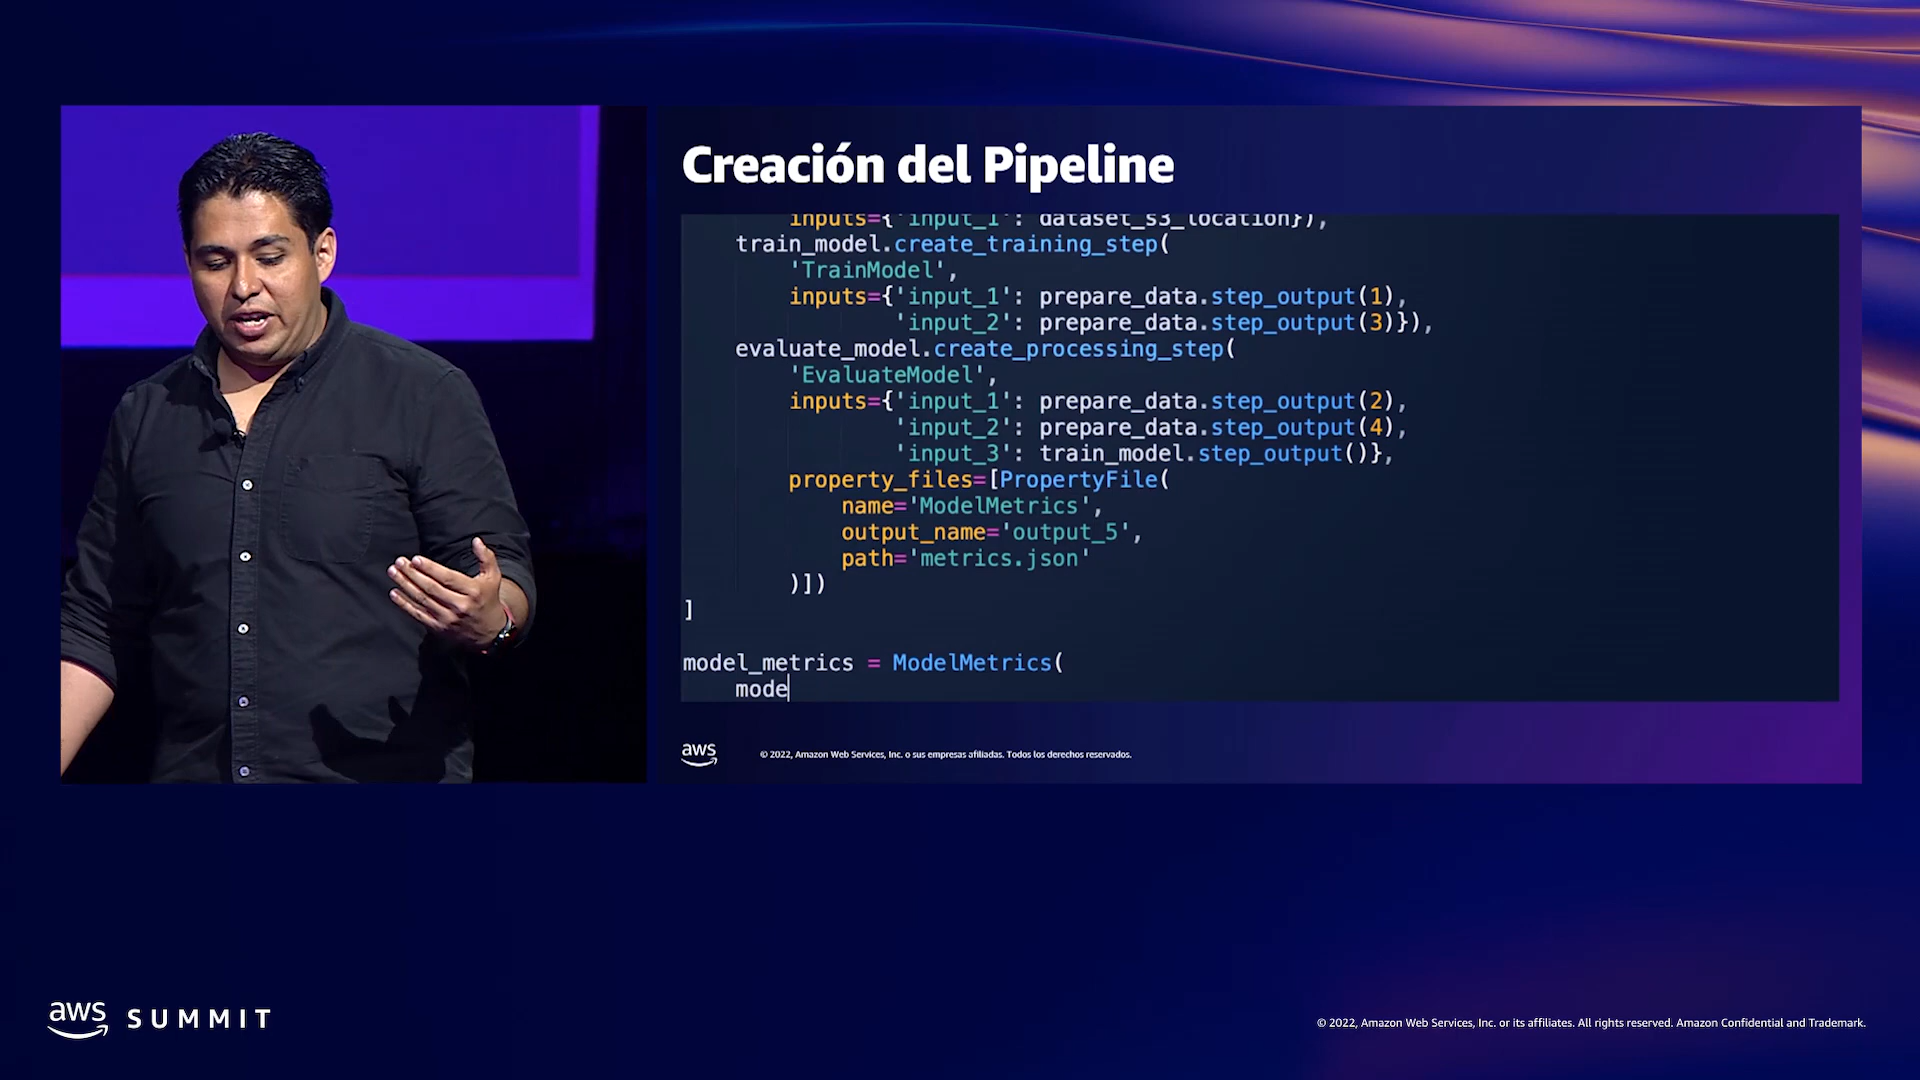 Creación del Pipeline
inputs={'input_1': dataset_s3_location}),
train_model.create_training_step(
'TrainModel',
inputs={'input_1': prepare_data.step_output(1),
'input_2': prepare_data.step_output(3)}),
evaluate_model.create_processing_step(
'EvaluateModel',
inputs={'input_1': prepare_data.step_output(2),
'input_2': prepare_data.step_output(4),
'input_3': train_model.step_output()},
property_files=[PropertyFile(
name='ModelMetrics',
output_name='output_5',
path='metrics.json'
)])
]
model_metrics = ModelMetrics(
mode
aws
© 2022, Amazon Web Services, Inc. o sus empresas afiliadas. Todos los derechos reservados.
aws SUMMIT
© 2022, Amazon Web Services, Inc. or its affiliates. All rights reserved. Amazon Confidential and Trademark.